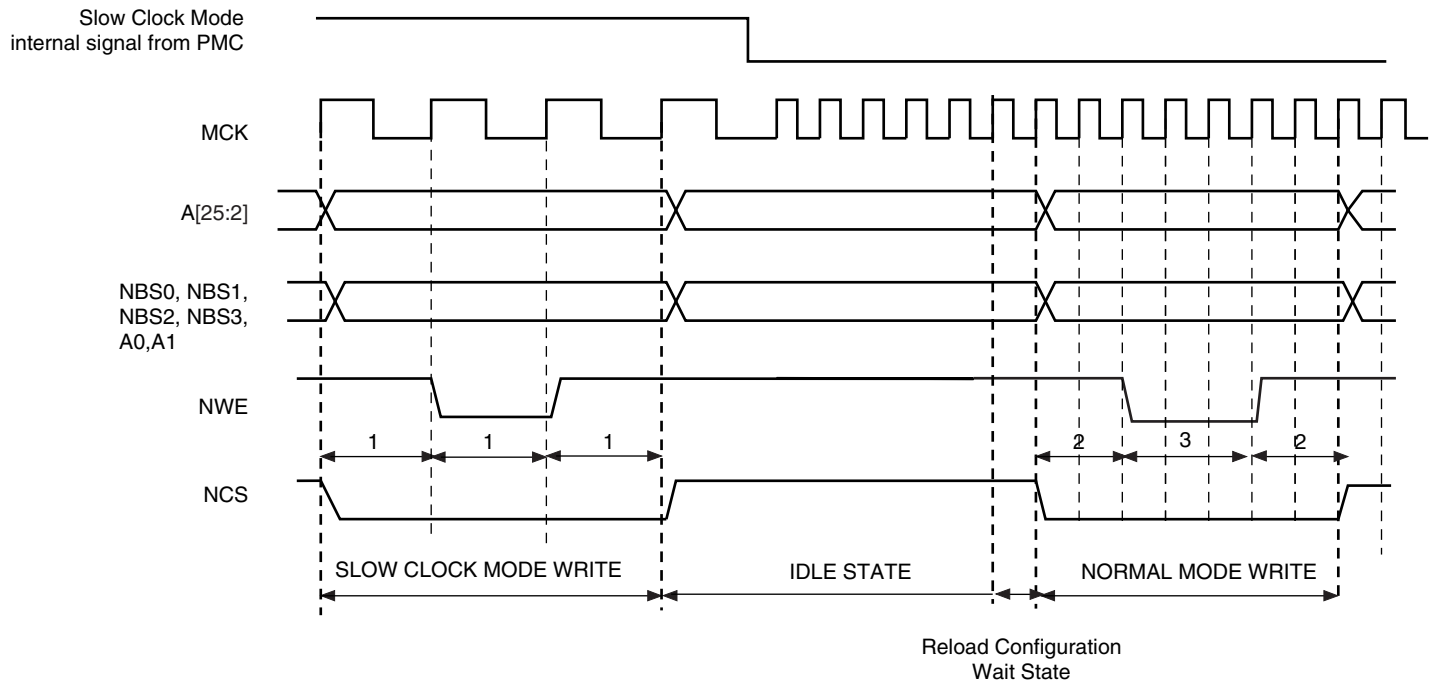 Slow Clock Mode
internal signal from PMC
MCK
A[25:2]
NBS0, NBS1,
NBS2, NBS3,
A0,A1
NWE
1 1 1 2 3 2
NCS
SLOW CLOCK MODE WRITE IDLE STATE NORMAL MODE WRITE
Reload Configuration
Wait State